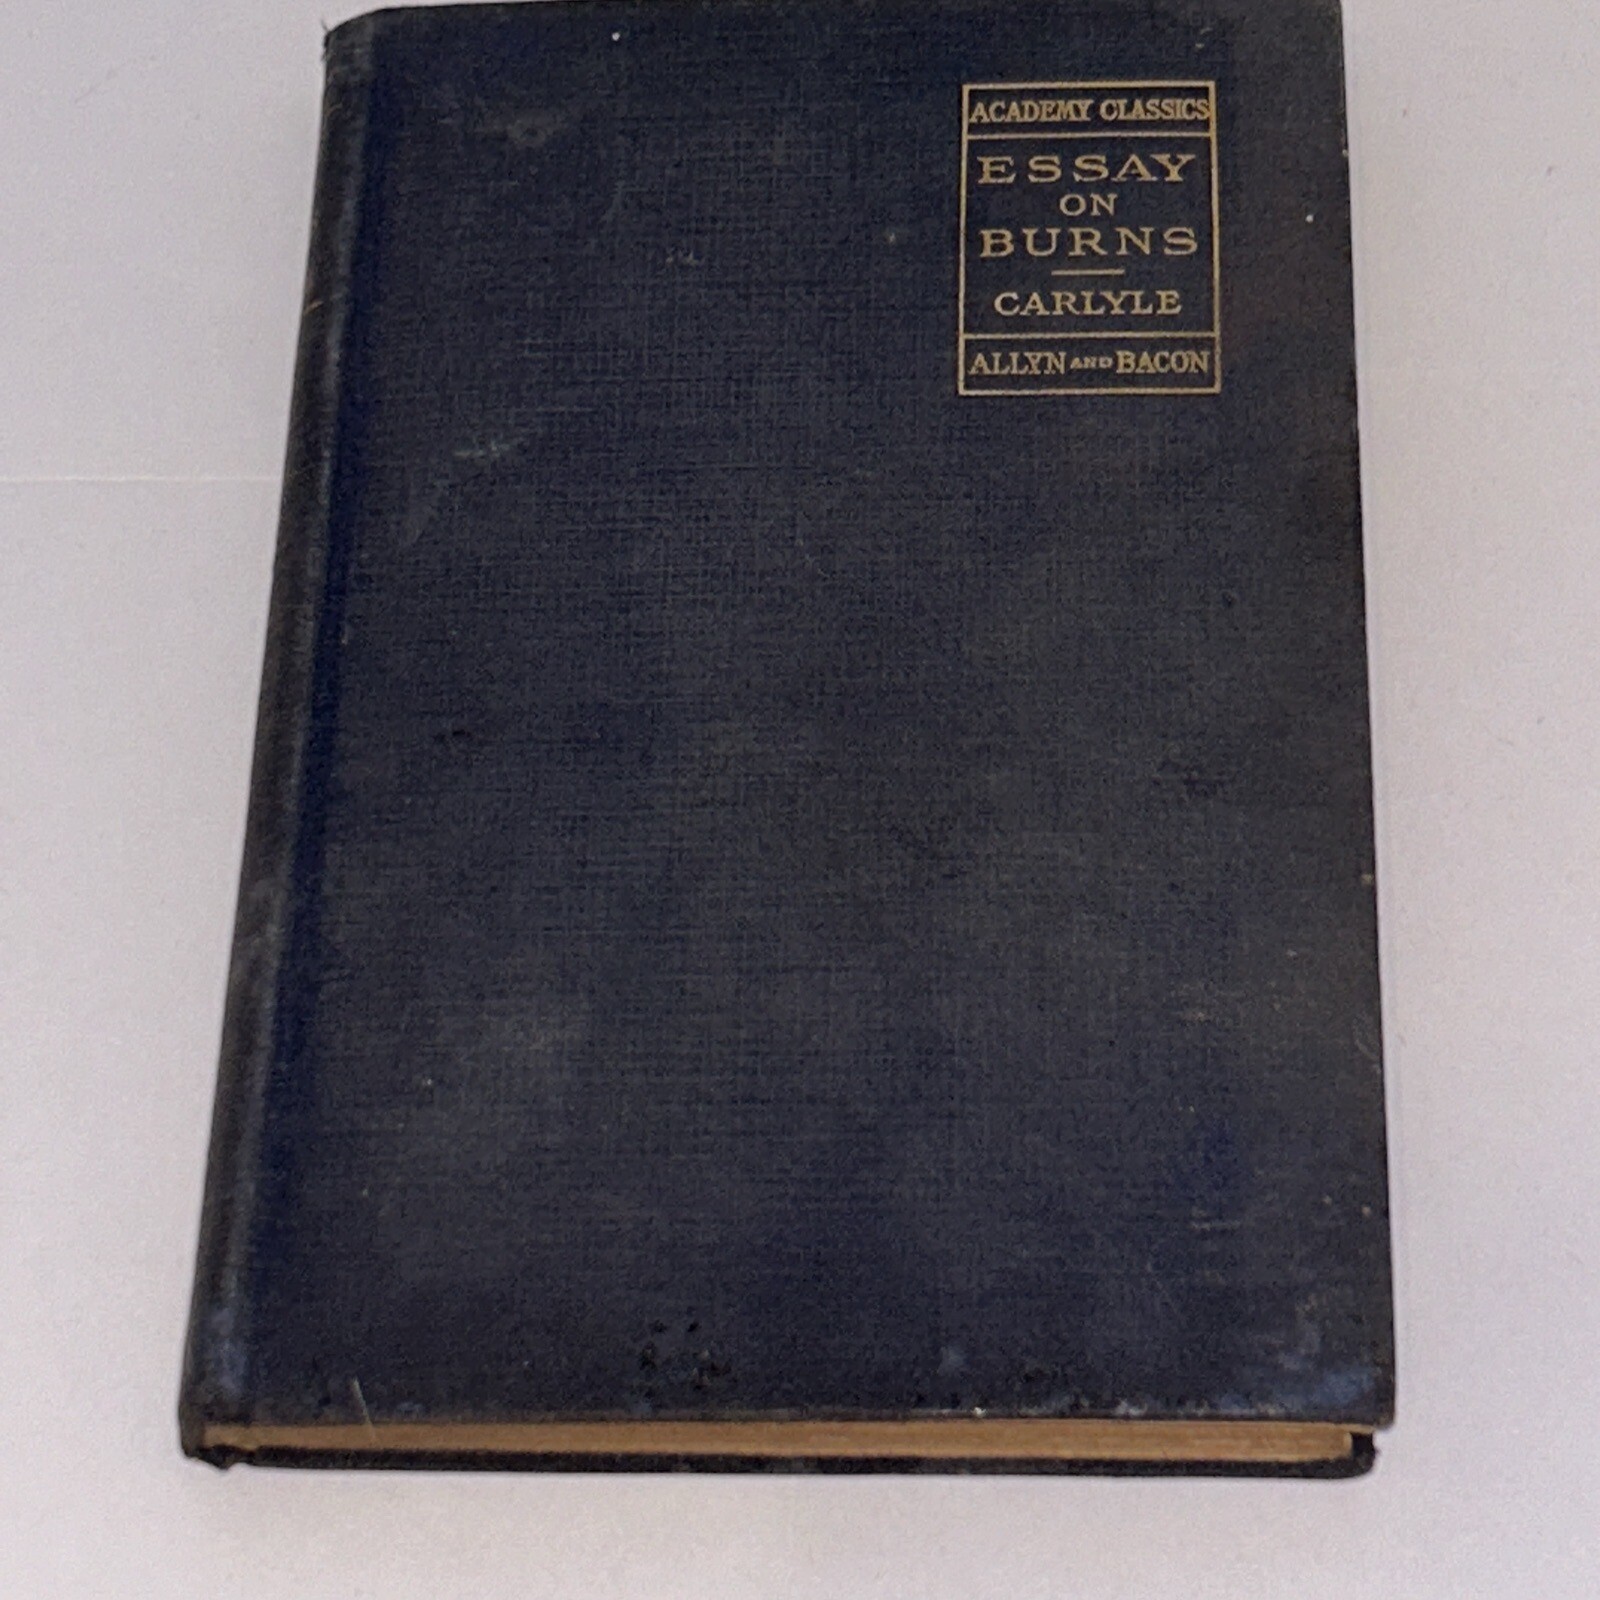 ACADEMY CLASSICS
ESSAY
ON
BURNS
CARLYLE
ALLYN AND BACON